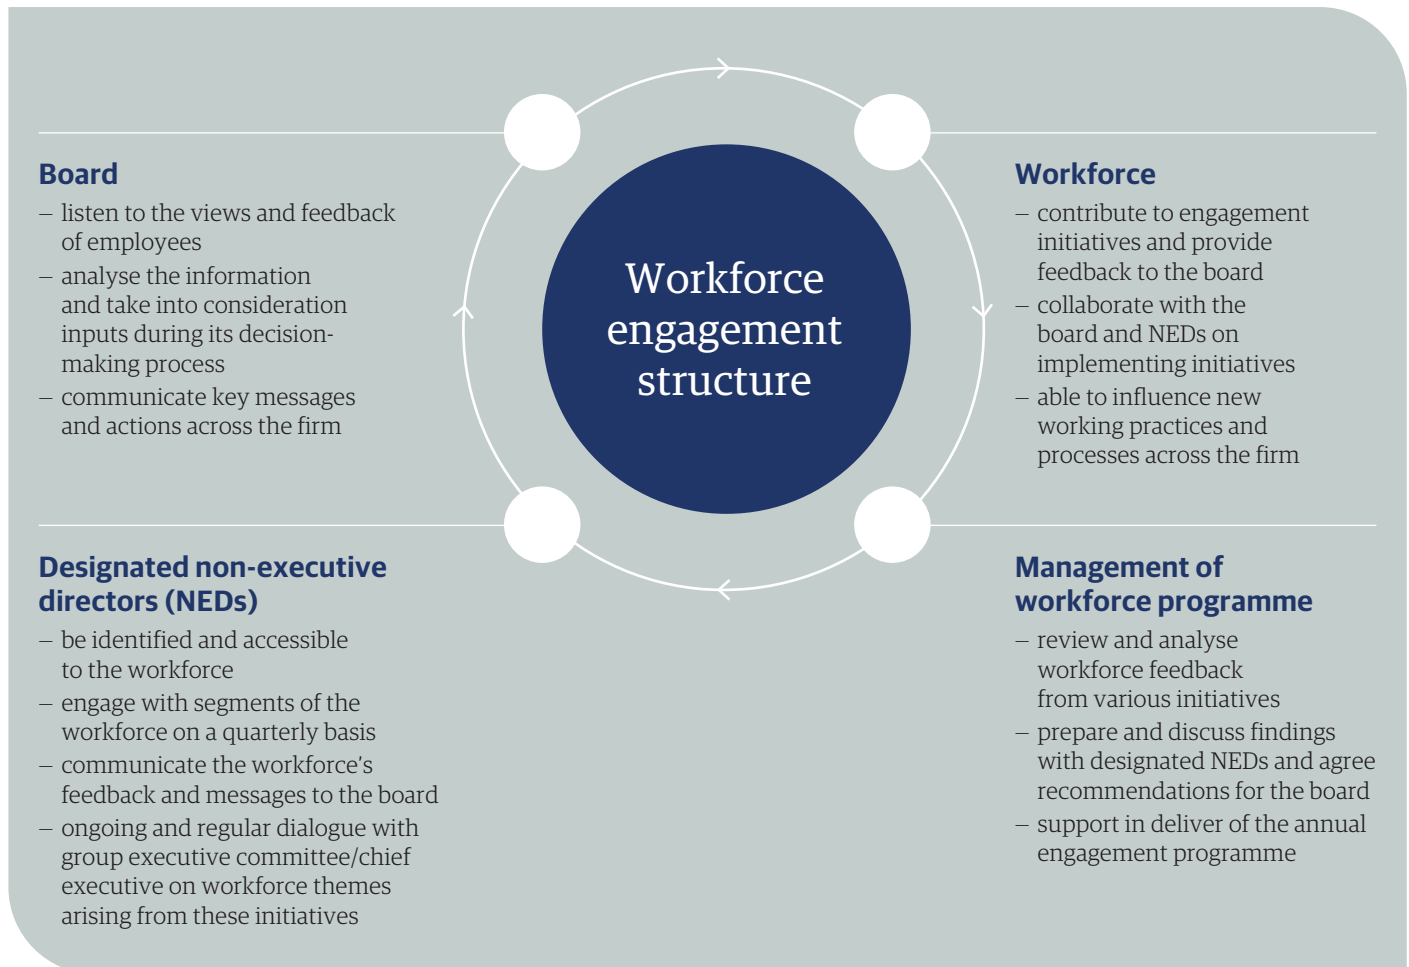 Workforce
engagement
structure
Board
– listen to the views and feedback
of employees
– analyse the information
and take into consideration
inputs during its decision-
making process
– communicate key messages
and actions across the firm
Workforce
– contribute to engagement
initiatives and provide
feedback to the board
– collaborate with the
board and NEDs on
implementing initiatives
– able to influence new
working practices and
processes across the firm
Designated non-executive
directors (NEDs)
– be identified and accessible
to the workforce
– engage with segments of the
workforce on a quarterly basis
– communicate the workforce's
feedback and messages to the board
– ongoing and regular dialogue with
group executive committee/chief
executive on workforce themes
arising from these initiatives
Management of
workforce programme
– review and analyse
workforce feedback
from various initiatives
– prepare and discuss findings
with designated NEDs and agree
recommendations for the board
– support in deliver of the annual
engagement programme